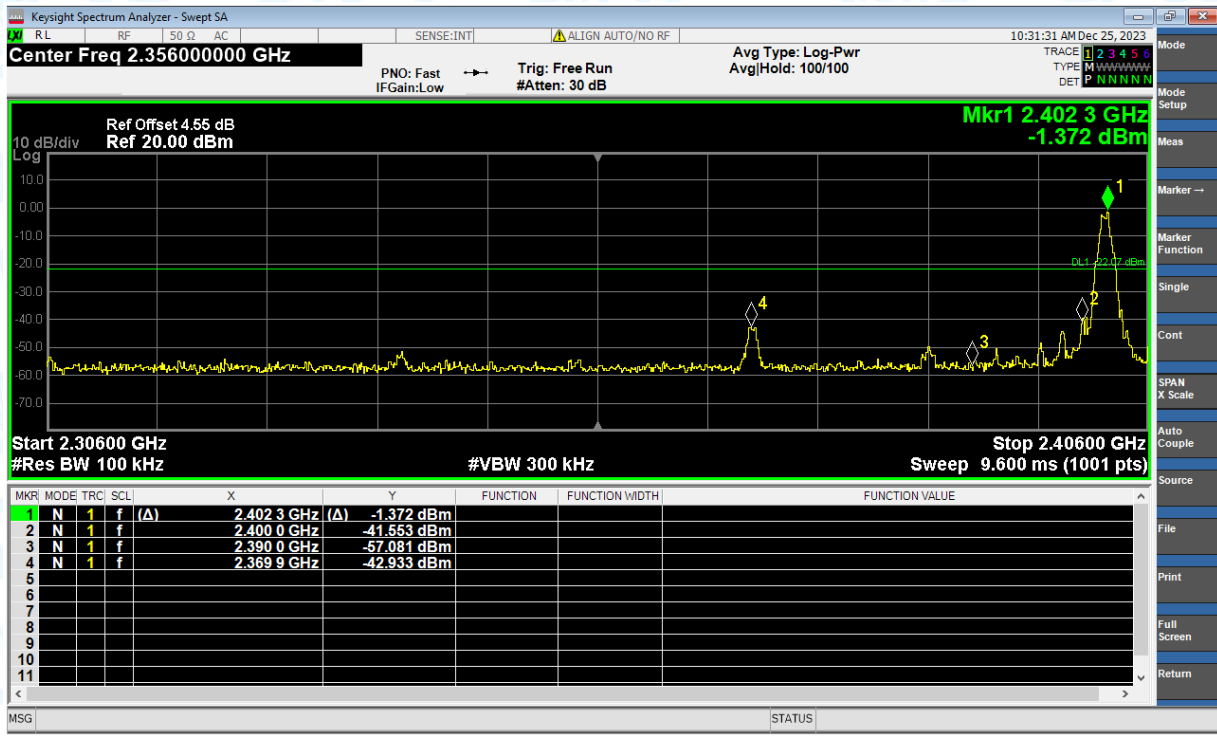 Keysight Spectrum Analyzer - Swept SA
LXI RL RF 50 Ω AC SENSE:INT ALIGN AUTO/NO RF 10:31:31 AM Dec 25, 2023
Center Freq 2.356000000 GHz
PNO: Fast
IFGain:Low
Trig: Free Run
#Atten: 30 dB
Avg Type: Log-Pwr
Avg|Hold: 100/100
TRACE 1 2 3 4 5 6
TYPE M WWWWW
DET P N N N N N
Ref Offset 4.55 dB
10 dB/div Ref 20.00 dBm
Log
Mkr1 2.402 3 GHz
-1.372 dBm
10.0
0.00
-10.0
-20.0
-30.0
-40.0
-50.0
-60.0
-70.0
1
DL1 -22.07 dBm
2
4
3
Start 2.30600 GHz Stop 2.40600 GHz
#Res BW 100 kHz #VBW 300 kHz Sweep 9.600 ms (1001 pts)
MKR MODE TRC SCL X Y FUNCTION FUNCTION WIDTH FUNCTION VALUE
1 N 1 f (Δ) 2.402 3 GHz (Δ) -1.372 dBm
2 N 1 f 2.400 0 GHz -41.553 dBm
3 N 1 f 2.390 0 GHz -57.081 dBm
4 N 1 f 2.369 9 GHz -42.933 dBm
5
6
7
8
9
10
11
MSG STATUS
Mode
Mode
Setup
Meas
Marker →
Marker
Function
Single
Cont
SPAN
X Scale
Auto
Couple
Source
File
Print
Full
Screen
Return